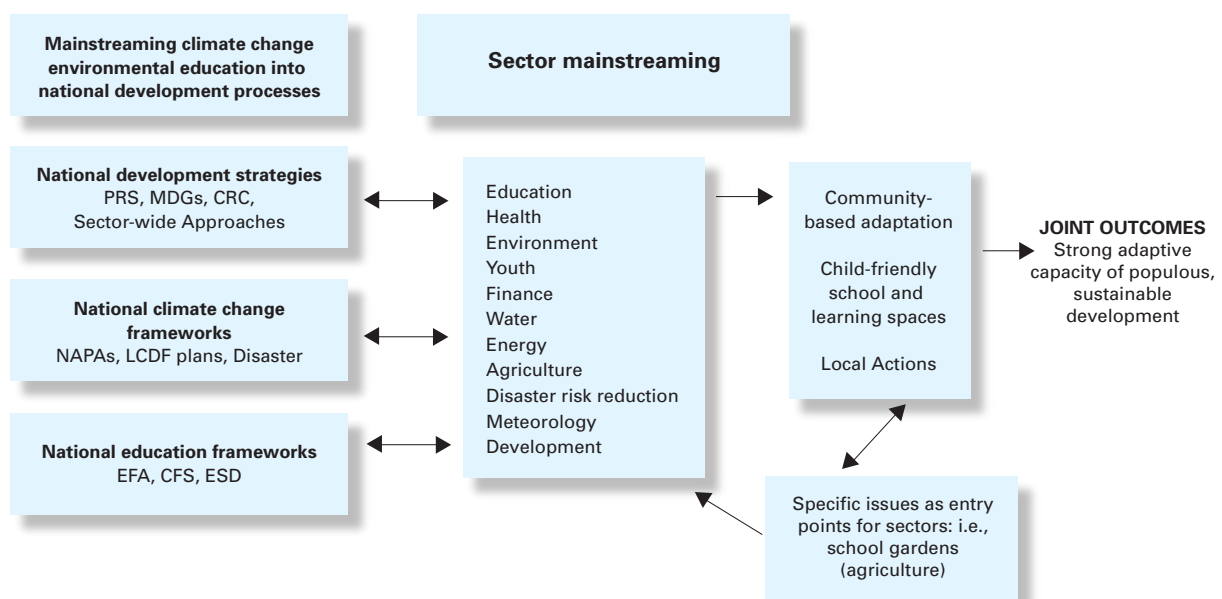 Mainstreaming climate change
environmental education into
national development processes
Sector mainstreaming
National development strategies
PRS, MDGs, CRC,
Sector-wide Approaches
National climate change
frameworks
NAPAs, LCDF plans, Disaster
National education frameworks
EFA, CFS, ESD
Education
Health
Environment
Youth
Finance
Water
Energy
Agriculture
Disaster risk reduction
Meteorology
Development
Community-
based adaptation
Child-friendly
school and
learning spaces
Local Actions
JOINT OUTCOMES
Strong adaptive
capacity of populous,
sustainable
development
Specific issues as entry
points for sectors: i.e.,
school gardens
(agriculture)